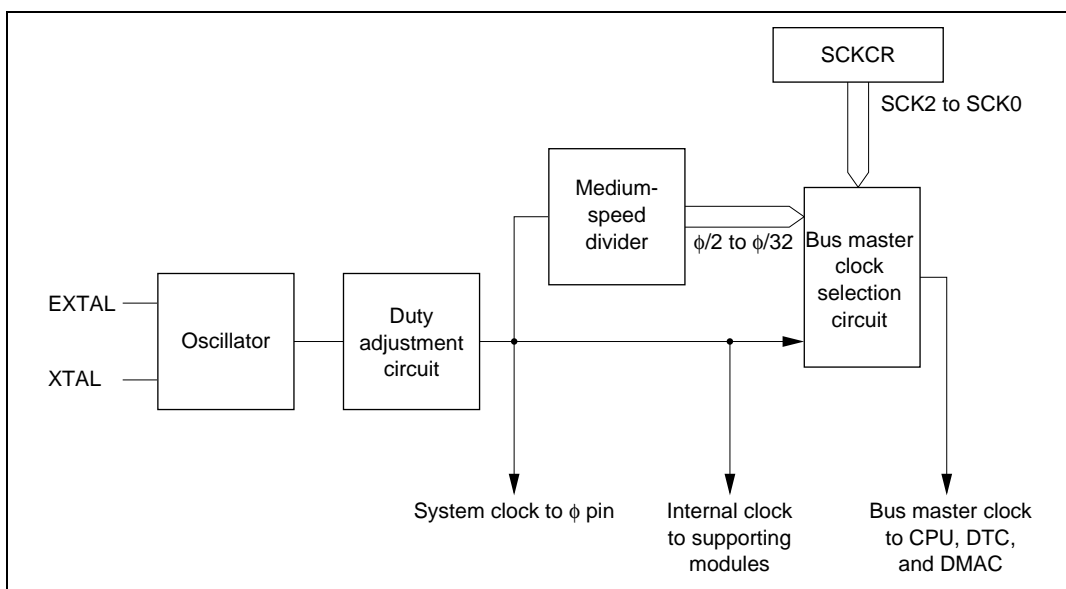 SCKCR
SCK2 to SCK0
Medium-
speed
divider
ϕ/2 to ϕ/32
Bus master
clock
selection
circuit
EXTAL
XTAL
Oscillator
Duty
adjustment
circuit
System clock to ϕ pin
Internal clock
to supporting
modules
Bus master clock
to CPU, DTC,
and DMAC